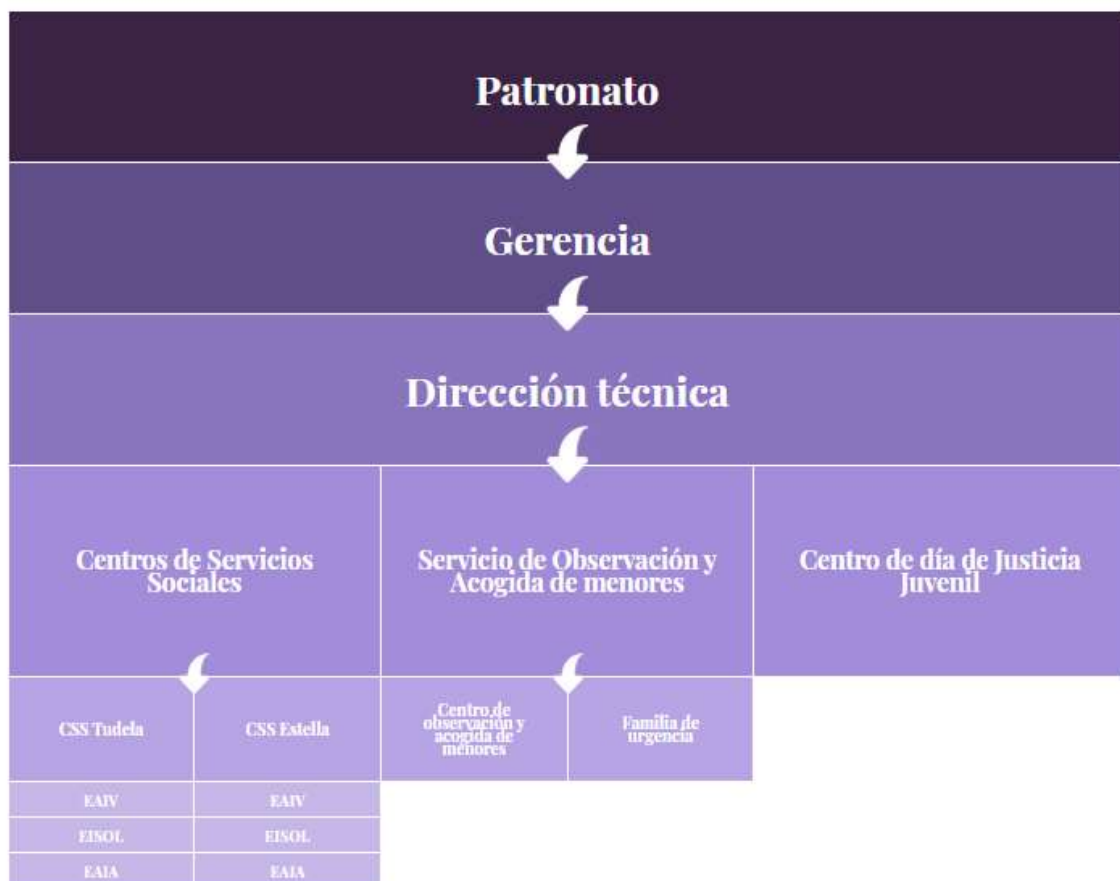 Patronato
Gerencia
Dirección técnica
Centros de Servicios
Sociales
Servicio de Observación y
Acogida de menores
Centro de día de Justicia
Juvenil
CSS Tudela
CSS Estella
Centro de
observación y
acogida de
menores
Familia de
urgencia
EAIV
EAIV
EISOL
EISOL
EAIA
EAIA